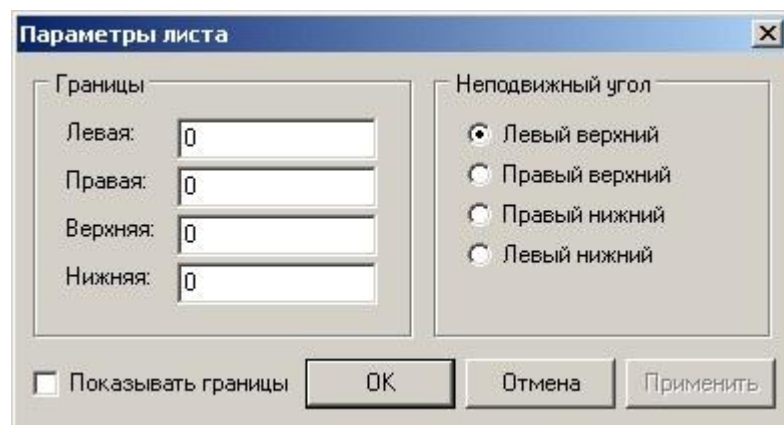 Параметры листа
Границы
Левая: 0
Правая: 0
Верхняя: 0
Нижняя: 0
Неподвижный угол
Левый верхний
Правый верхний
Правый нижний
Левый нижний
Показывать границы OK Отмена Применить